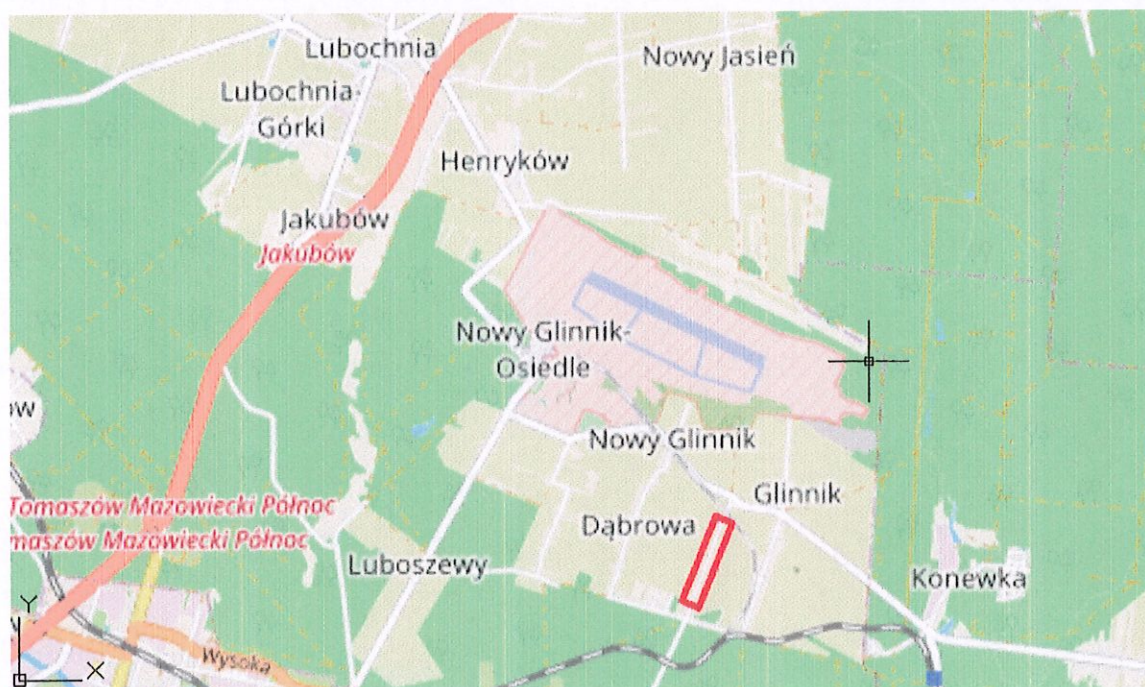 Lubochnia
Nowy Jasień
Lubochnia-
Górki
Henryków
Jakubów
Jakubów
Nowy Glinnik-
Osiedle
ow
Nowy Glinnik
Glinnik
Tomaszów Mazowiecki Północ
Dąbrowa
maszów Mazowiecki Północ
Luboszewy
Konewka
Y
X
Wysoka